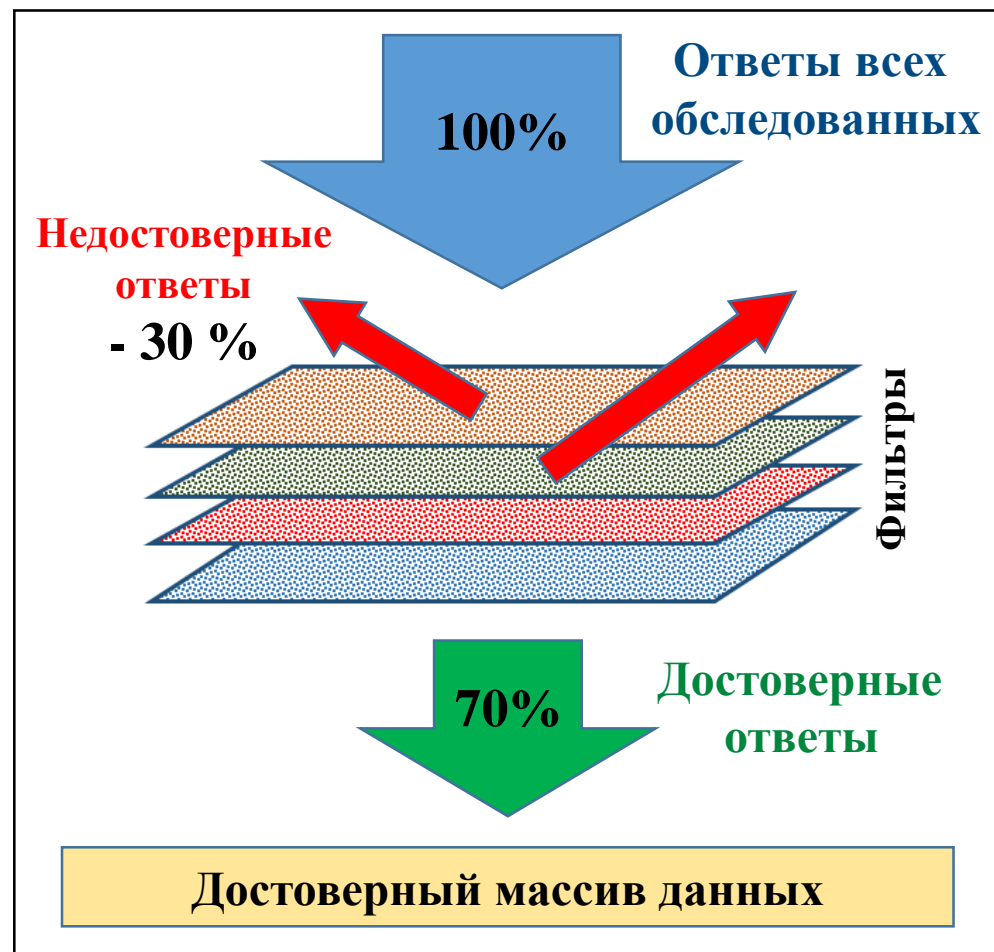 Ответы всех
обследованных
100%
Недостоверные
ответы
- 30 %
Фильтры
70%
Достоверные
ответы
Достоверный массив данных